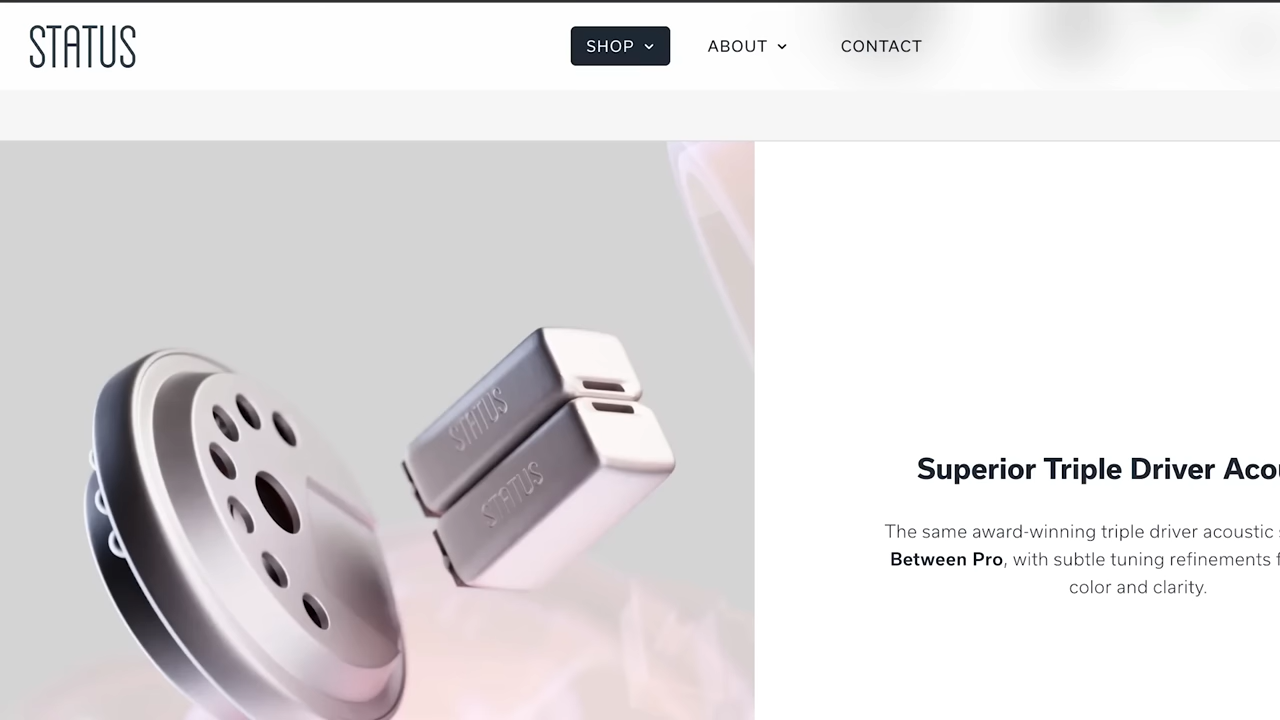 STATUS
SHOP
ABOUT
CONTACT
STATUS
STATUS
Superior Triple Driver
The same award-winning triple driver acoustic
Between Pro, with subtle tuning refinements
color and clarity.